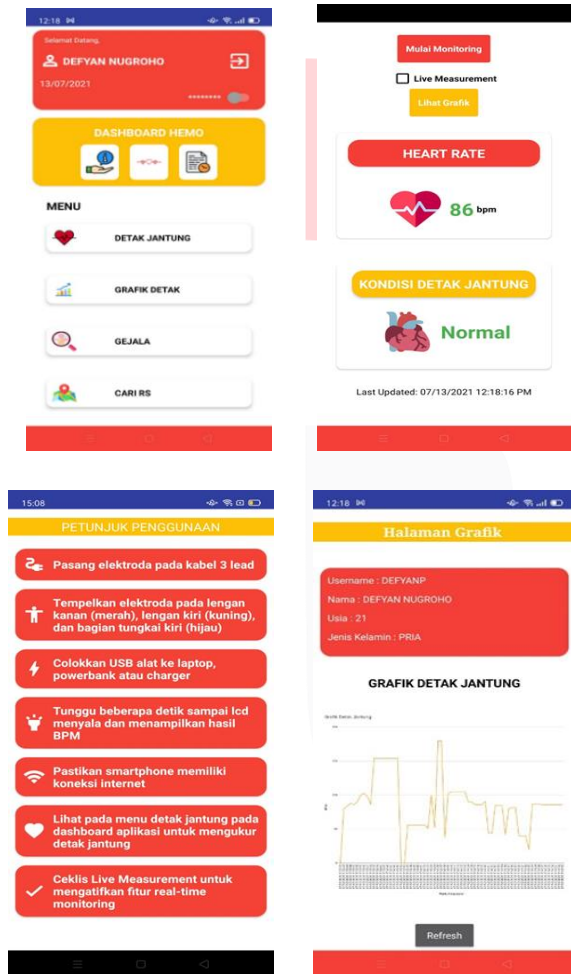 12:18
Selamat Datang,
DEFYAN NUGROHO
13/07/2021
DASHBOARD HEMO
MENU
DETAK JANTUNG
GRAFIK DETAK
GEJALA
CARI RS
Mulai Monitoring
Live Measurement
Lihat Grafik
HEART RATE
86 bpm
KONDISI DETAK JANTUNG
Normal
Last Updated: 07/13/2021 12:18:16 PM
15:08
PETUNJUK PENGGUNAAN
Pasang elektroda pada kabel 3 lead
Tempelkan elektroda pada lengan
kanan (merah), lengan kiri (kuning),
dan bagian tungkai kiri (hijau)
Colokkan USB alat ke laptop,
powerbank atau charger
Tunggu beberapa detik sampai lcd
menyala dan menampilkan hasil
BPM
Pastikan smartphone memiliki
koneksi internet
Lihat pada menu detak jantung pada
dashboard aplikasi untuk mengukur
detak jantung
Ceklis Live Measurement untuk
mengatifkan fitur real-time
monitoring
12:18
Halaman Grafik
Username : DEFYANP
Nama : DEFYAN NUGROHO
Usia : 21
Jenis Kelamin : PRIA
GRAFIK DETAK JANTUNG
Grafik Detak Jantung
Refresh